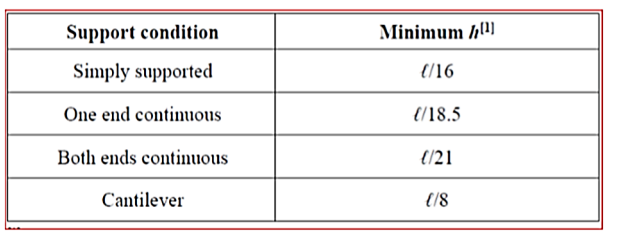 Support condition Minimum h[1]
Simply supported ℓ/16
One end continuous ℓ/18.5
Both ends continuous ℓ/21
Cantilever ℓ/8